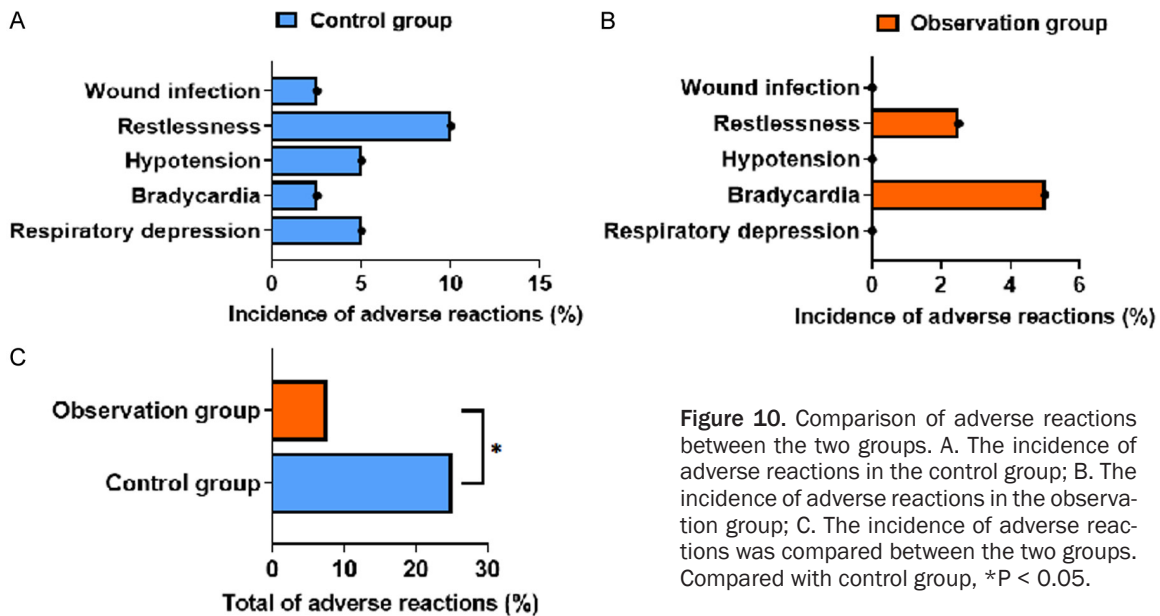 A
Control group
Wound infection
Restlessness
Hypotension
Bradycardia
Respiratory depression
0 5 10 15
Incidence of adverse reactions (%)
B
Observation group
Wound infection
Restlessness
Hypotension
Bradycardia
Respiratory depression
0 2 4 6
Incidence of adverse reactions (%)
C
Observation group
Control group
*
0 10 20 30
Total of adverse reactions (%)
Figure 10. Comparison of adverse reactions
between the two groups. A. The incidence of
adverse reactions in the control group; B. The
incidence of adverse reactions in the observa-
tion group; C. The incidence of adverse reac-
tions was compared between the two groups.
Compared with control group, *P < 0.05.